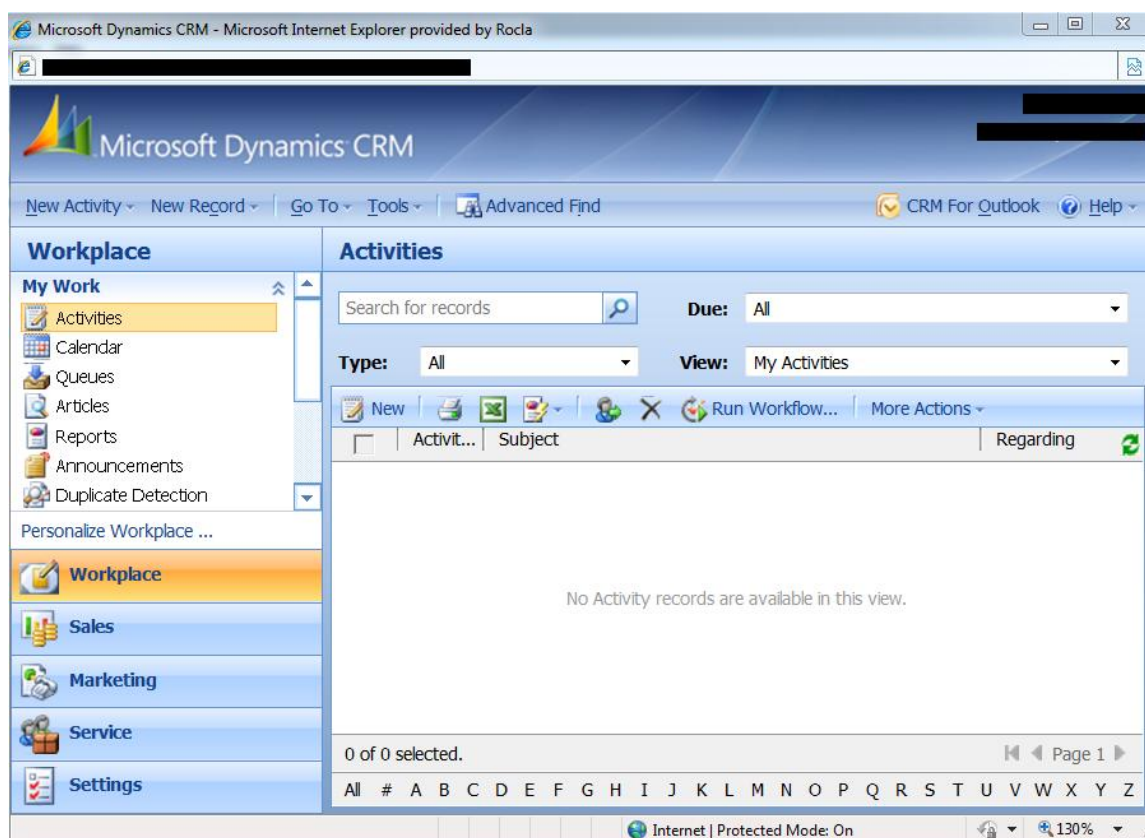 Microsoft Dynamics CRM - Microsoft Internet Explorer provided by Rocla
Microsoft Dynamics CRM
New Activity New Record Go To Tools Advanced Find CRM For Outlook Help
Workplace
My Work
Activities
Calendar
Queues
Articles
Reports
Announcements
Duplicate Detection
Personalize Workplace ...
Workplace
Sales
Marketing
Service
Settings
Activities
Search for records Due: All
Type: All View: My Activities
New Run Workflow... More Actions
Activit... Subject Regarding
No Activity records are available in this view.
0 of 0 selected. Page 1
All # A B C D E F G H I J K L M N O P Q R S T U V W X Y Z
Internet | Protected Mode: On 130%